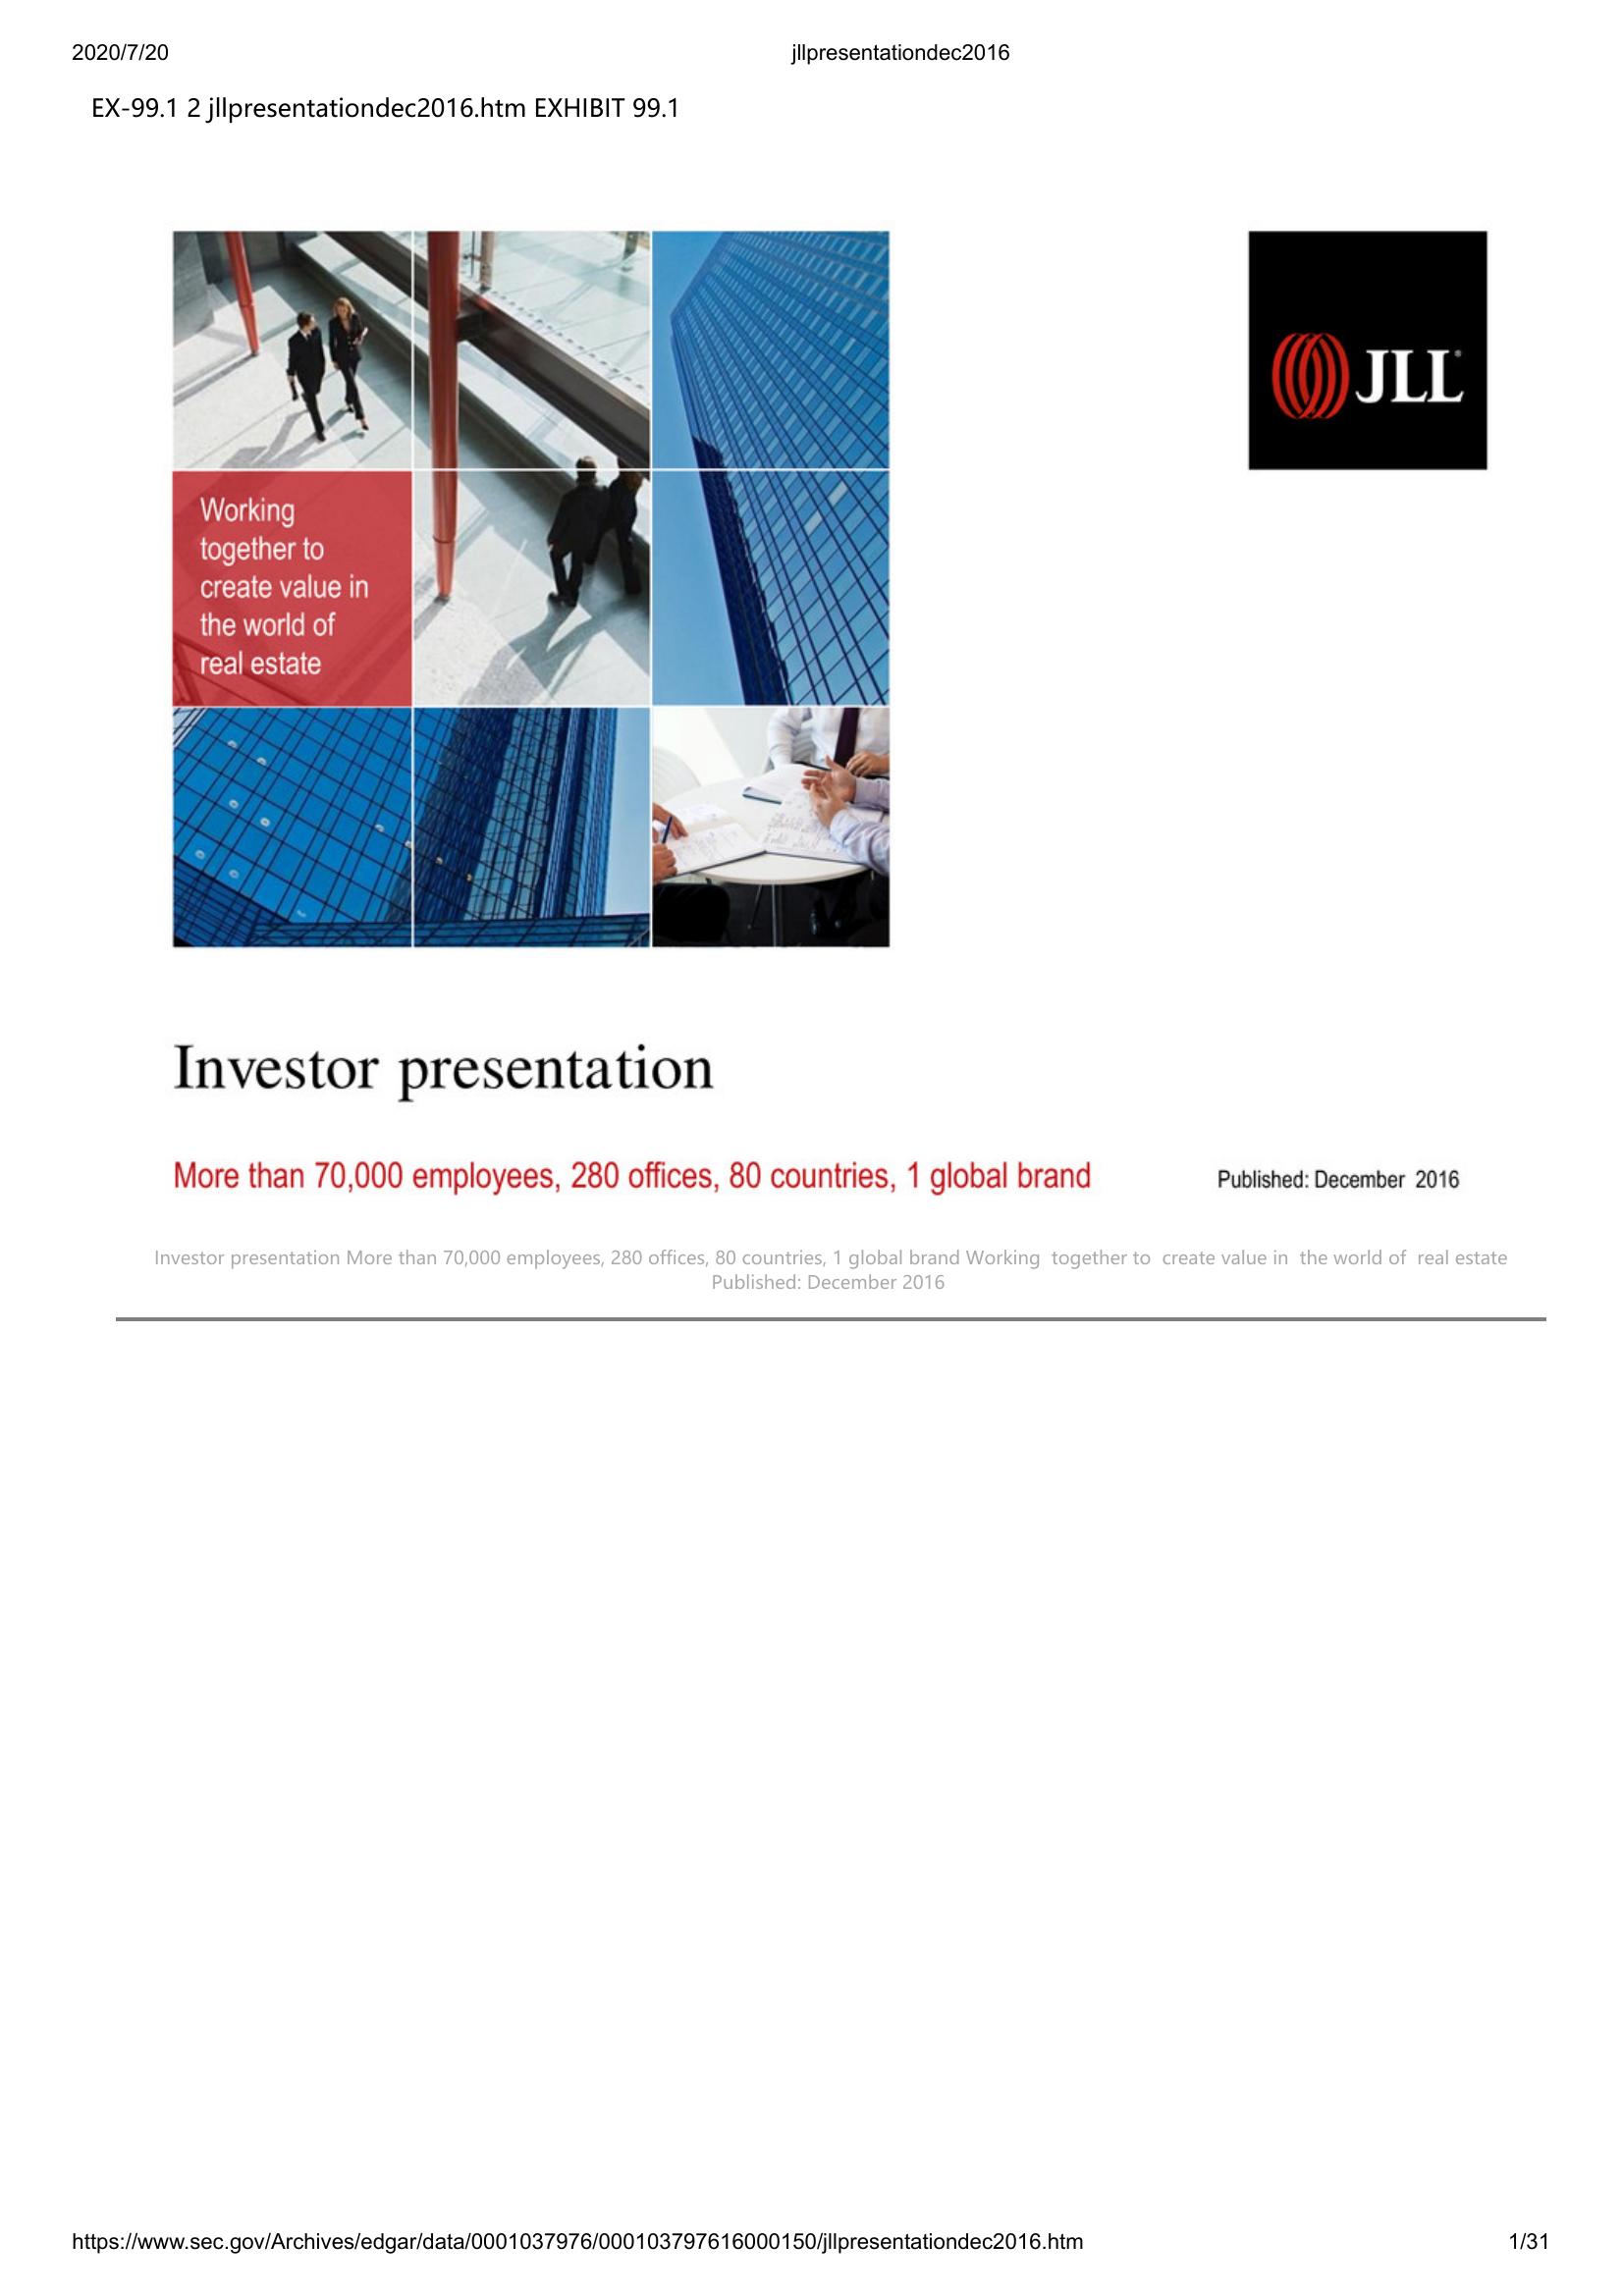 2020/7/20 jllpresentationdec2016
EX-99.1 2 jllpresentationdec2016.htm EXHIBIT 99.1
JLL®
Working
together to
create value in
the world of
real estate
Investor presentation
More than 70,000 employees, 280 offices, 80 countries, 1 global brand
Published: December 2016
Investor presentation More than 70,000 employees, 280 offices, 80 countries, 1 global brand Working together to create value in the world of real estate
Published: December 2016
https://www.sec.gov/Archives/edgar/data/0001037976/000103797616000150/jllpresentationdec2016.htm 1/31